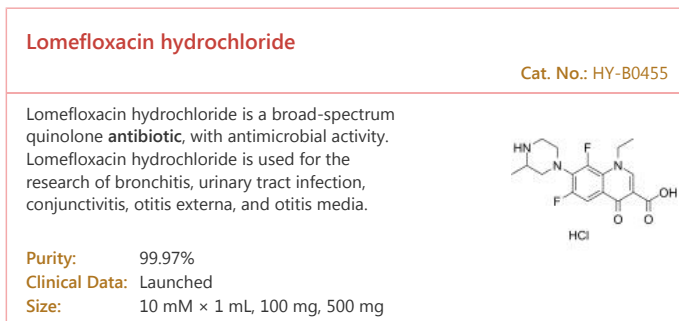 Lomefloxacin hydrochloride
Cat. No.: HY-B0455
Lomefloxacin hydrochloride is a broad-spectrum
quinolone antibiotic, with antimicrobial activity.
Lomefloxacin hydrochloride is used for the
research of bronchitis, urinary tract infection,
conjunctivitis, otitis externa, and otitis media.
HN
N
F
N
F
O
O
OH
HCl
Purity: 99.97%
Clinical Data: Launched
Size: 10 mM × 1 mL, 100 mg, 500 mg